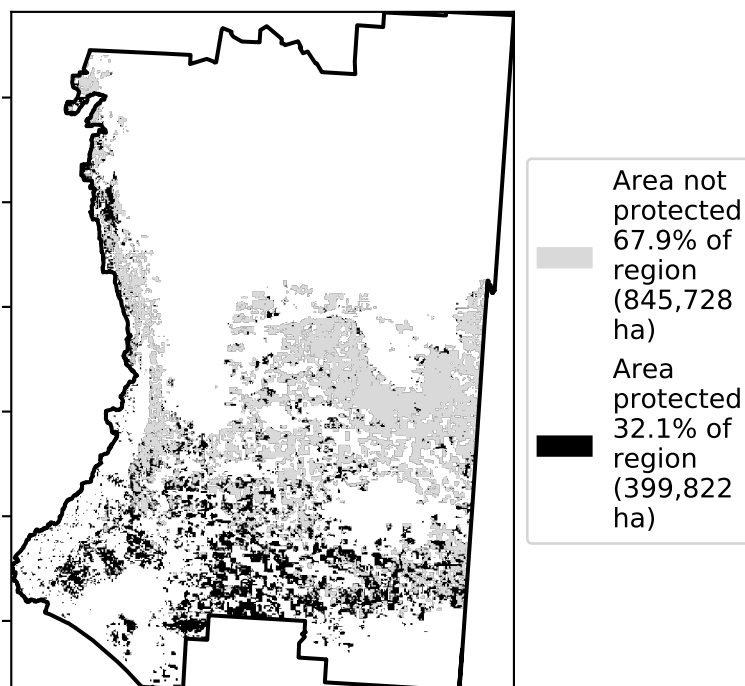 Area not
protected
67.9% of
region
(845,728
ha)
Area
protected
32.1% of
region
(399,822
ha)